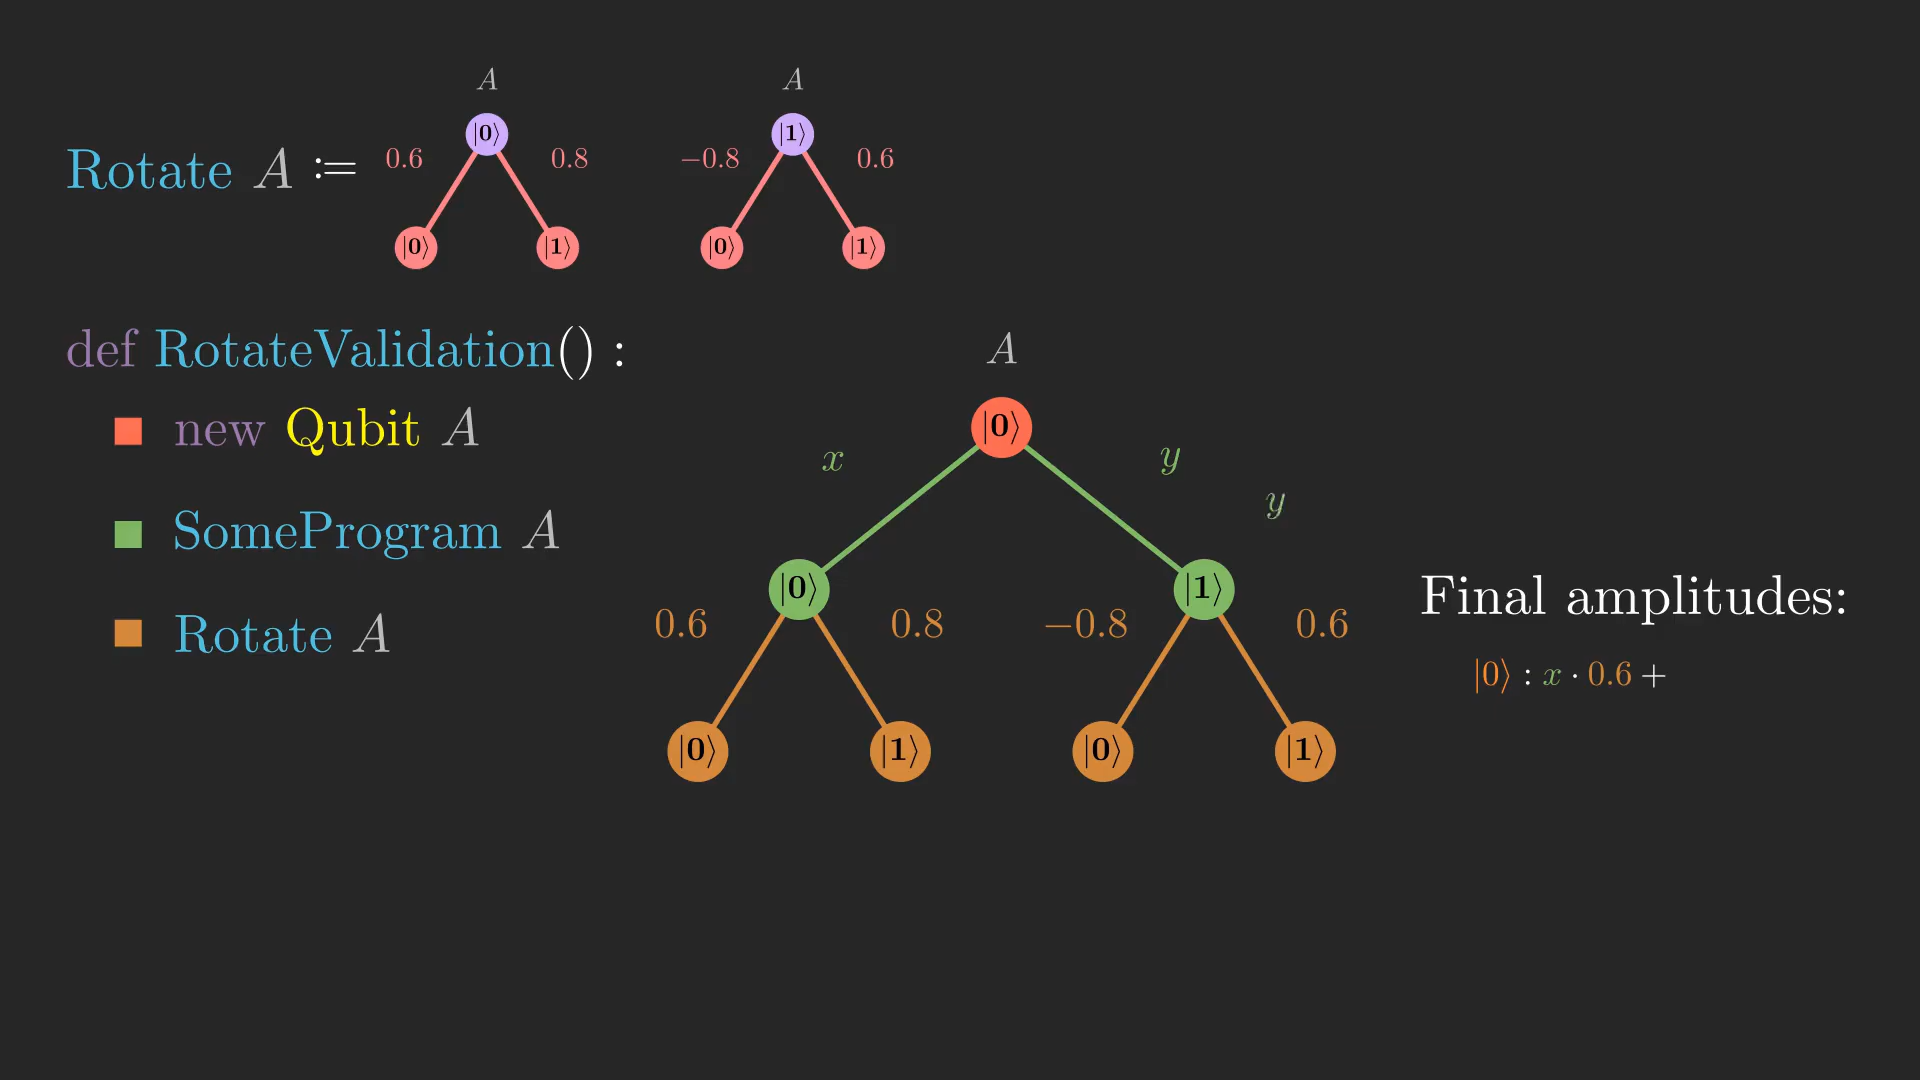 A A
|0⟩ |1⟩
Rotate A := 0.6 0.8 −0.8 0.6
|0⟩ |1⟩ |0⟩ |1⟩
def RotateValidation() :
new Qubit A
SomeProgram A
Rotate A
A
|0⟩
x y
y
|0⟩ |1⟩
0.6 0.8 −0.8 0.6
|0⟩ |1⟩ |0⟩ |1⟩
Final amplitudes:
|0⟩ : x · 0.6 +